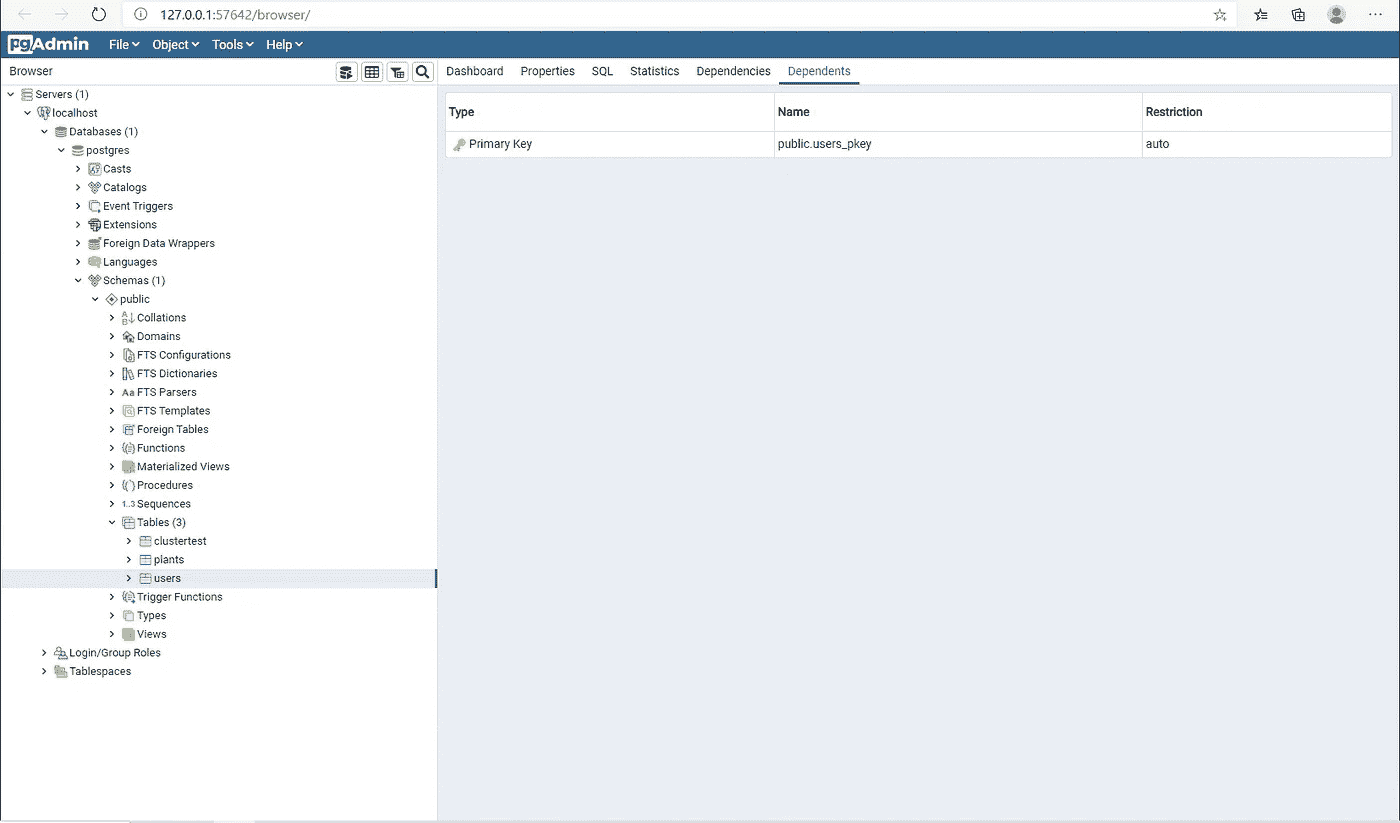 127.0.0.1:57642/browser/
pgAdmin File Object Tools Help
Browser
Dashboard Properties SQL Statistics Dependencies Dependents
Servers (1)
localhost
Databases (1)
postgres
Casts
Catalogs
Event Triggers
Extensions
Foreign Data Wrappers
Languages
Schemas (1)
public
Collations
Domains
FTS Configurations
FTS Dictionaries
Aa FTS Parsers
FTS Templates
Foreign Tables
Functions
Materialized Views
Procedures
1..3 Sequences
Tables (3)
clustertest
plants
users
Trigger Functions
Types
Views
Login/Group Roles
Tablespaces
Type Name Restriction
Primary Key public.users_pkey auto